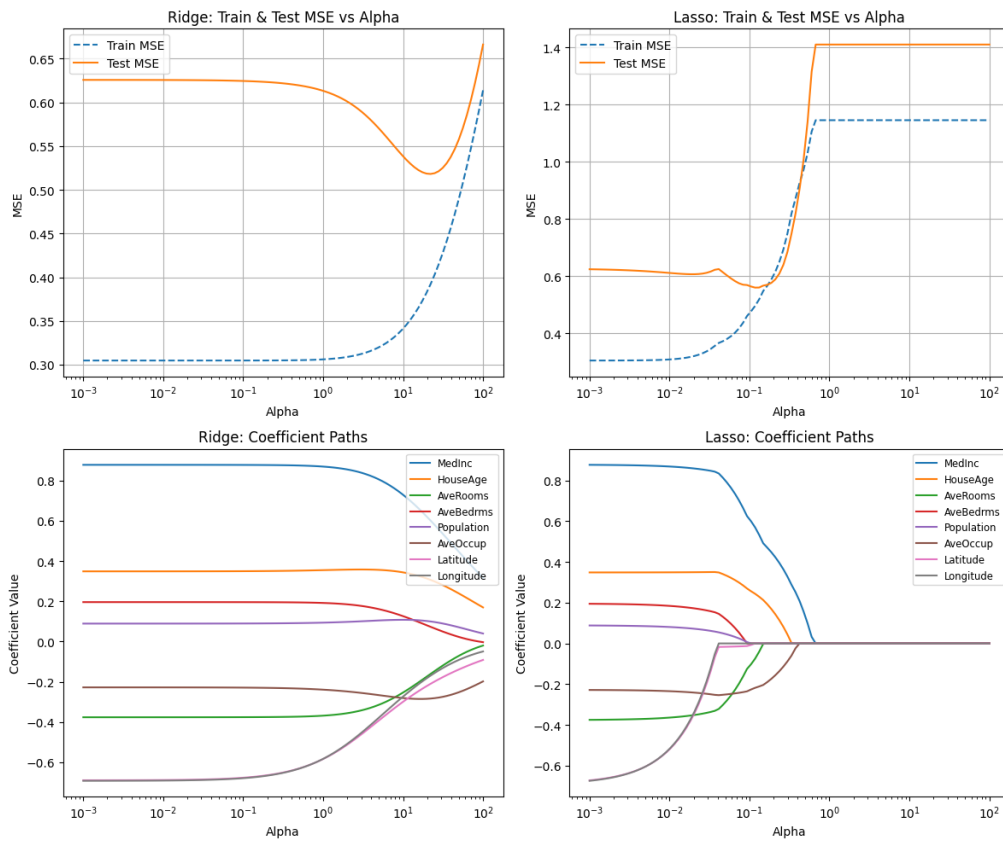 Ridge: Train & Test MSE vs Alpha
Train MSE
Test MSE
0.65
0.60
0.55
0.50
0.45
0.40
0.35
0.30
MSE
10⁻³
10⁻²
10⁻¹
10⁰
10¹
10²
Alpha
Lasso: Train & Test MSE vs Alpha
Train MSE
Test MSE
1.4
1.2
1.0
0.8
0.6
0.4
MSE
10⁻³
10⁻²
10⁻¹
10⁰
10¹
10²
Alpha
Ridge: Coefficient Paths
MedInc
HouseAge
AveRooms
AveBedrms
Population
AveOccup
Latitude
Longitude
0.8
0.6
0.4
0.2
0.0
−0.2
−0.4
−0.6
Coefficient Value
10⁻³
10⁻²
10⁻¹
10⁰
10¹
10²
Alpha
Lasso: Coefficient Paths
MedInc
HouseAge
AveRooms
AveBedrms
Population
AveOccup
Latitude
Longitude
0.8
0.6
0.4
0.2
0.0
−0.2
−0.4
−0.6
Coefficient Value
10⁻³
10⁻²
10⁻¹
10⁰
10¹
10²
Alpha